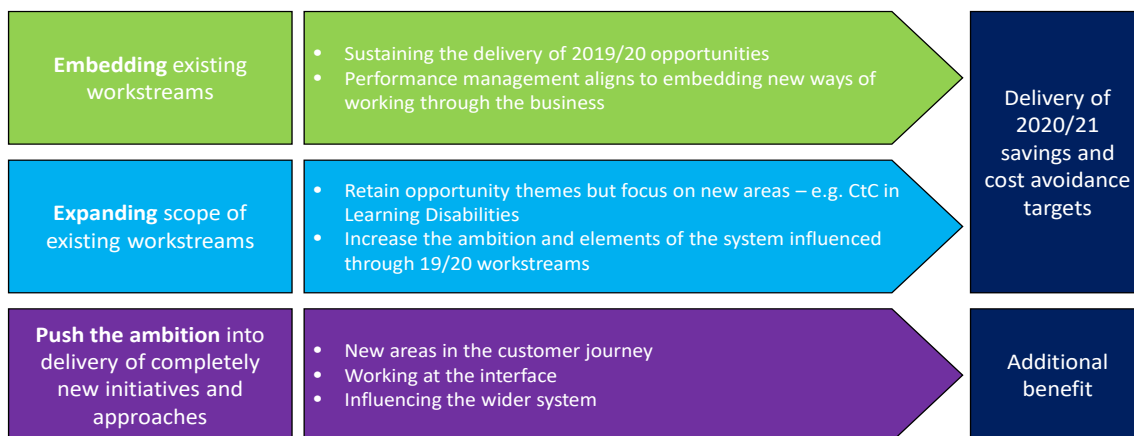 Embedding existing
workstreams
• Sustaining the delivery of 2019/20 opportunities
• Performance management aligns to embedding new ways of
working through the business
Expanding scope of
existing workstreams
• Retain opportunity themes but focus on new areas – e.g. CtC in
Learning Disabilities
• Increase the ambition and elements of the system influenced
through 19/20 workstreams
Delivery of
2020/21
savings and
cost avoidance
targets
Push the ambition into
delivery of completely
new initiatives and
approaches
• New areas in the customer journey
• Working at the interface
• Influencing the wider system
Additional
benefit